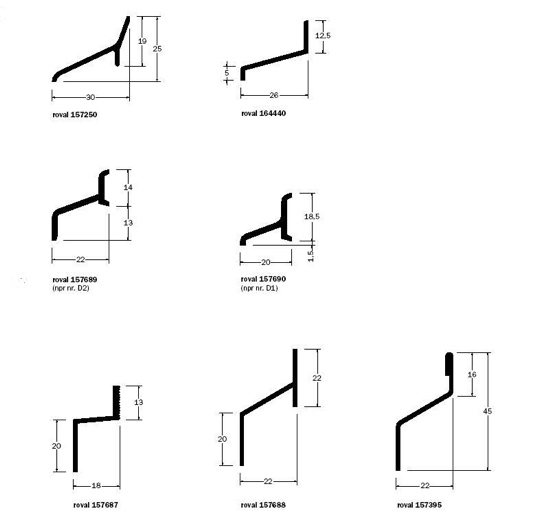 19
25
30
roval 157250
12,5
5
26
roval 164440
14
13
22
roval 157689
(npr nr. D2)
18,5
1,5
20
roval 157690
(npr nr. D1)
13
20
18
roval 157687
22
20
22
roval 157688
16
45
22
roval 157395